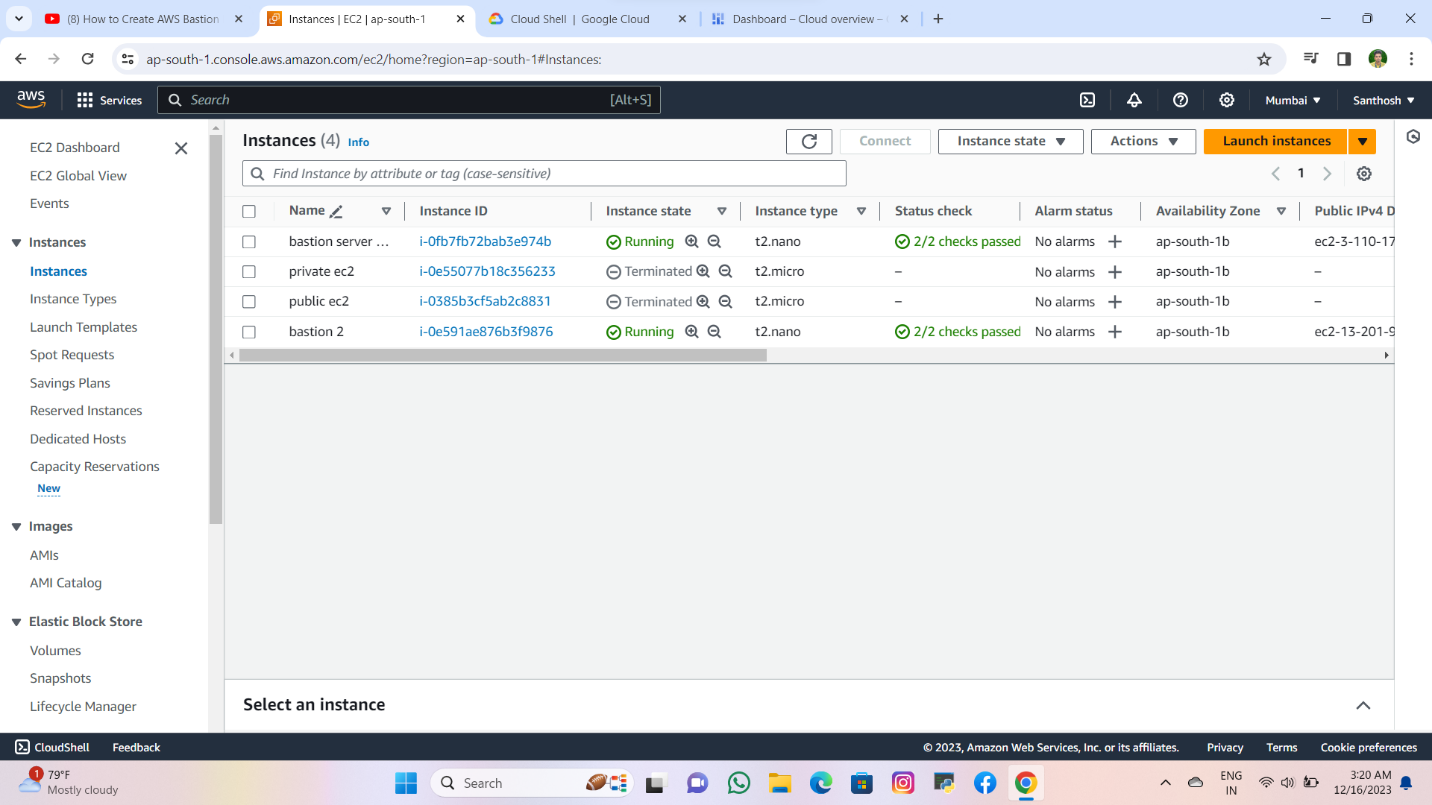 (8) How to Create AWS Bastion
Instances | EC2 | ap-south-1
Cloud Shell | Google Cloud
Dashboard – Cloud overview –
ap-south-1.console.aws.amazon.com/ec2/home?region=ap-south-1#Instances:
aws
Services
Search
[Alt+S]
Mumbai
Santhosh
EC2 Dashboard
EC2 Global View
Events
Instances
Instances
Instance Types
Launch Templates
Spot Requests
Savings Plans
Reserved Instances
Dedicated Hosts
Capacity Reservations
New
Images
AMIs
AMI Catalog
Elastic Block Store
Volumes
Snapshots
Lifecycle Manager
Instances (4) Info
Connect
Instance state
Actions
Launch instances
Find Instance by attribute or tag (case-sensitive)
1
Name Instance ID Instance state Instance type Status check Alarm status Availability Zone Public IPv4 D
bastion server ... i-0fb7fb72bab3e974b Running t2.nano 2/2 checks passed No alarms ap-south-1b ec2-3-110-17
private ec2 i-0e55077b18c356233 Terminated t2.micro – No alarms ap-south-1b –
public ec2 i-0385b3cf5ab2c8831 Terminated t2.micro – No alarms ap-south-1b –
bastion 2 i-0e591ae876b3f9876 Running t2.nano 2/2 checks passed No alarms ap-south-1b ec2-13-201-9
Select an instance
CloudShell Feedback © 2023, Amazon Web Services, Inc. or its affiliates. Privacy Terms Cookie preferences
1
79°F
Mostly cloudy
Search
ENG
IN
3:20 AM
12/16/2023